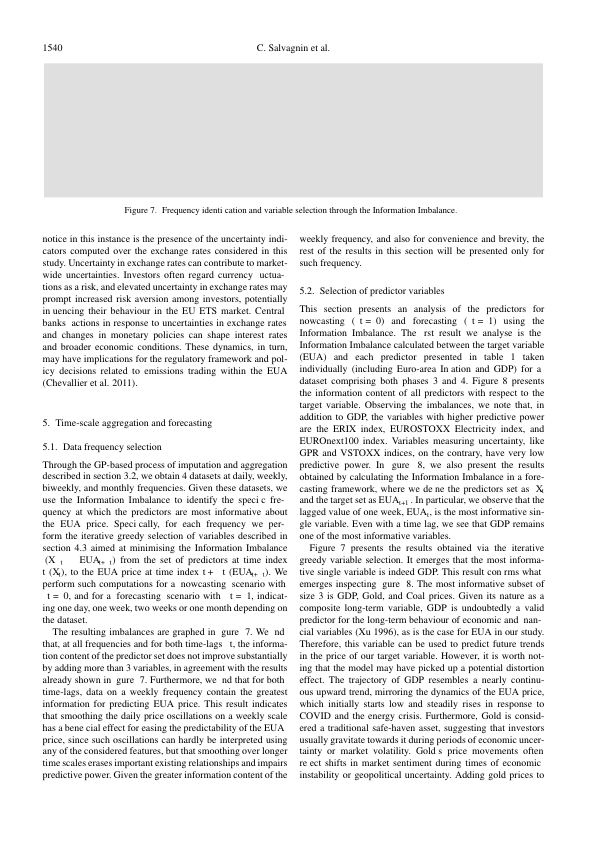 1540
C. Salvagnin et al.
Figure 7. Frequency identi cation and variable selection through the Information Imbalance.
notice in this instance is the presence of the uncertainty indi-
cators computed over the exchange rates considered in this
study. Uncertainty in exchange rates can contribute to market-
wide uncertainties. Investors often regard currency uctua-
tions as a risk, and elevated uncertainty in exchange rates may
prompt increased risk aversion among investors, potentially
in uencing their behaviour in the EU ETS market. Central
banks actions in response to uncertainties in exchange rates
and changes in monetary policies can shape interest rates
and broader economic conditions. These dynamics, in turn,
may have implications for the regulatory framework and pol-
icy decisions related to emissions trading within the EUA
(Chevallier et al. 2011).
5. Time-scale aggregation and forecasting
5.1. Data frequency selection
Through the GP-based process of imputation and aggregation
described in section 3.2, we obtain 4 datasets at daily, weekly,
biweekly, and monthly frequencies. Given these datasets, we
use the Information Imbalance to identify the speci c fre-
quency at which the predictors are most informative about
the EUA price. Speci cally, for each frequency we per-
form the iterative greedy selection of variables described in
section 4.3 aimed at minimising the Information Imbalance
(X t EUAt+ t) from the set of predictors at time index
t (Xt), to the EUA price at time index t + t (EUAt+ t). We
perform such computations for a nowcasting scenario with
t = 0, and for a forecasting scenario with t = 1, indicat-
ing one day, one week, two weeks or one month depending on
the dataset.
The resulting imbalances are graphed in gure 7. We nd
that, at all frequencies and for both time-lags t, the informa-
tion content of the predictor set does not improve substantially
by adding more than 3 variables, in agreement with the results
already shown in gure 7. Furthermore, we nd that for both
time-lags, data on a weekly frequency contain the greatest
information for predicting EUA price. This result indicates
that smoothing the daily price oscillations on a weekly scale
has a bene cial effect for easing the predictability of the EUA
price, since such oscillations can hardly be interpreted using
any of the considered features, but that smoothing over longer
time scales erases important existing relationships and impairs
predictive power. Given the greater information content of the
weekly frequency, and also for convenience and brevity, the
rest of the results in this section will be presented only for
such frequency.
5.2. Selection of predictor variables
This section presents an analysis of the predictors for
nowcasting ( t = 0) and forecasting ( t = 1) using the
Information Imbalance. The rst result we analyse is the
Information Imbalance calculated between the target variable
(EUA) and each predictor presented in table 1 taken
individually (including Euro-area In ation and GDP) for a
dataset comprising both phases 3 and 4. Figure 8 presents
the information content of all predictors with respect to the
target variable. Observing the imbalances, we note that, in
addition to GDP, the variables with higher predictive power
are the ERIX index, EUROSTOXX Electricity index, and
EUROnext100 index. Variables measuring uncertainty, like
GPR and VSTOXX indices, on the contrary, have very low
predictive power. In gure 8, we also present the results
obtained by calculating the Information Imbalance in a fore-
casting framework, where we de ne the predictors set as Xt
and the target set as EUAt+1. In particular, we observe that the
lagged value of one week, EUAt, is the most informative sin-
gle variable. Even with a time lag, we see that GDP remains
one of the most informative variables.
Figure 7 presents the results obtained via the iterative
greedy variable selection. It emerges that the most informa-
tive single variable is indeed GDP. This result con rms what
emerges inspecting gure 8. The most informative subset of
size 3 is GDP, Gold, and Coal prices. Given its nature as a
composite long-term variable, GDP is undoubtedly a valid
predictor for the long-term behaviour of economic and nan-
cial variables (Xu 1996), as is the case for EUA in our study.
Therefore, this variable can be used to predict future trends
in the price of our target variable. However, it is worth not-
ing that the model may have picked up a potential distortion
effect. The trajectory of GDP resembles a nearly continu-
ous upward trend, mirroring the dynamics of the EUA price,
which initially starts low and steadily rises in response to
COVID and the energy crisis. Furthermore, Gold is consid-
ered a traditional safe-haven asset, suggesting that investors
usually gravitate towards it during periods of economic uncer-
tainty or market volatility. Gold s price movements often
re ect shifts in market sentiment during times of economic
instability or geopolitical uncertainty. Adding gold prices to